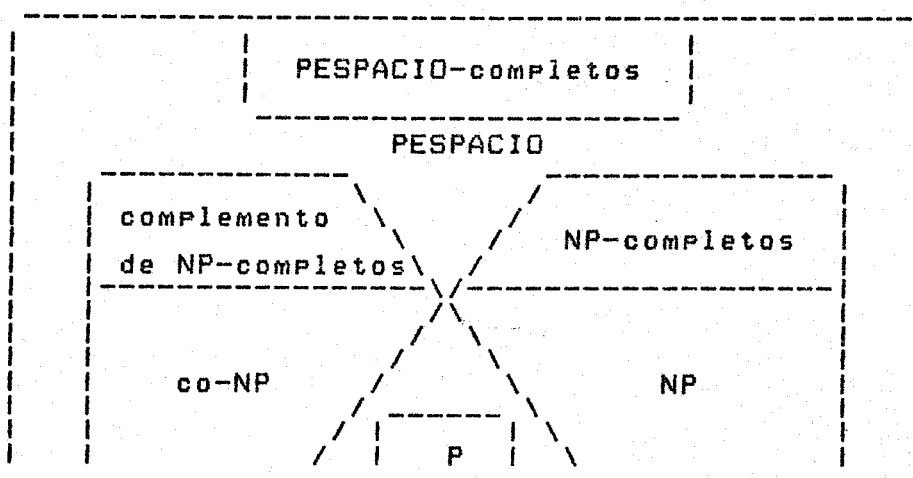 PESPACIO-completos
PESPACIO
complemento
de NP-completos
NP-completos
co-NP
NP
P